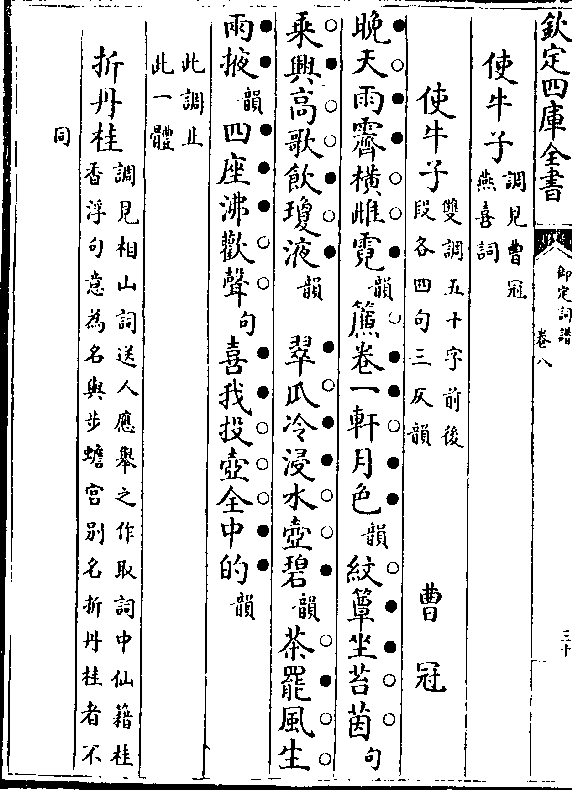 欽定四庫全書
御定詞譜
卷八
三十
使牛子
調見曹冠
燕喜詞
使牛子
雙調五十字前後
段各四句三仄韻
曹冠
晚天雨霽橫雌霓韻簾卷一軒月色韻紋簟坐苔茵句
乘興高歌飲瓊液韻 翠瓜冷浸水壺碧韻茶罷風生
兩掖韻四座沸歡聲句喜我投壺全中的韻
此調止
此一體
折丹桂
調見相山詞送人應舉之作取詞中仙籍桂
香浮句意為名與步蟾宮别名折丹桂者不
同